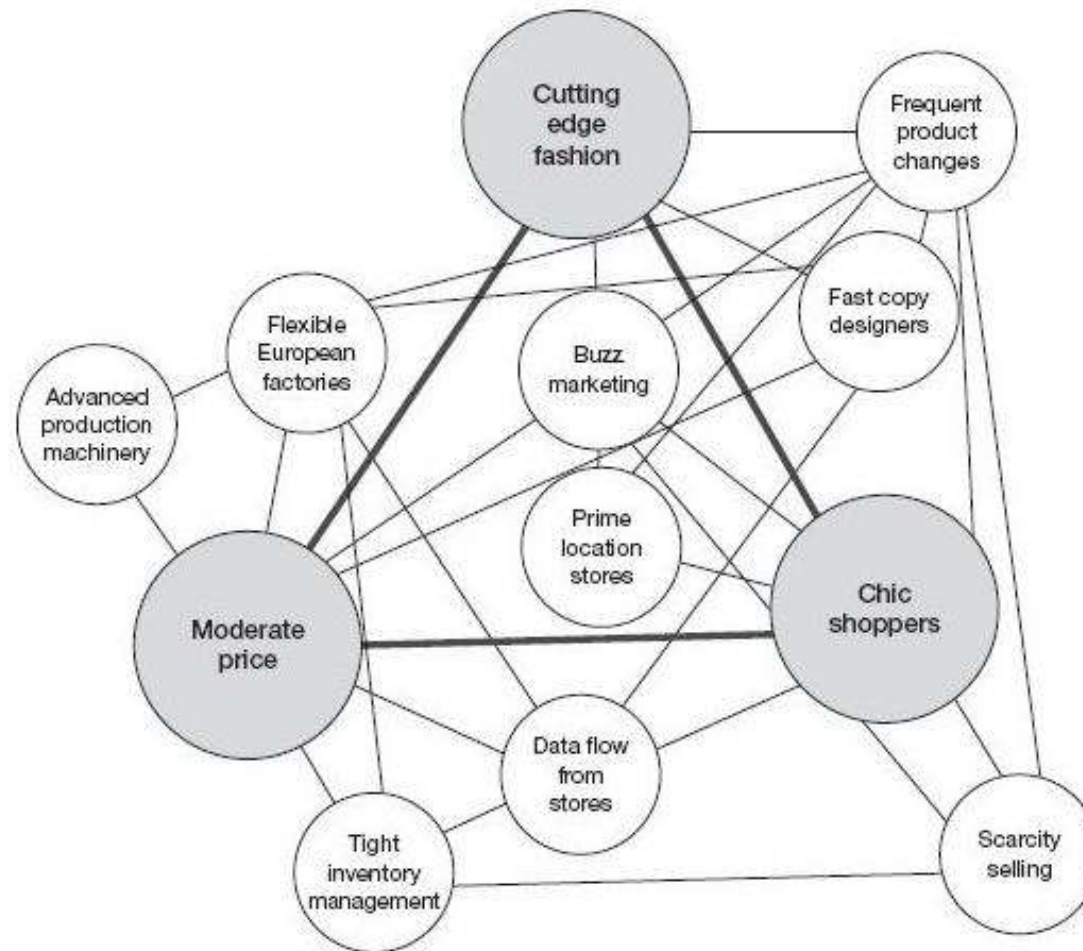 Cutting
edge
fashion
Frequent
product
changes
Fast copy
designers
Flexible
European
factories
Buzz
marketing
Advanced
production
machinery
Prime
location
stores
Chic
shoppers
Moderate
price
Data flow
from
stores
Tight
inventory
management
Scarcity
selling